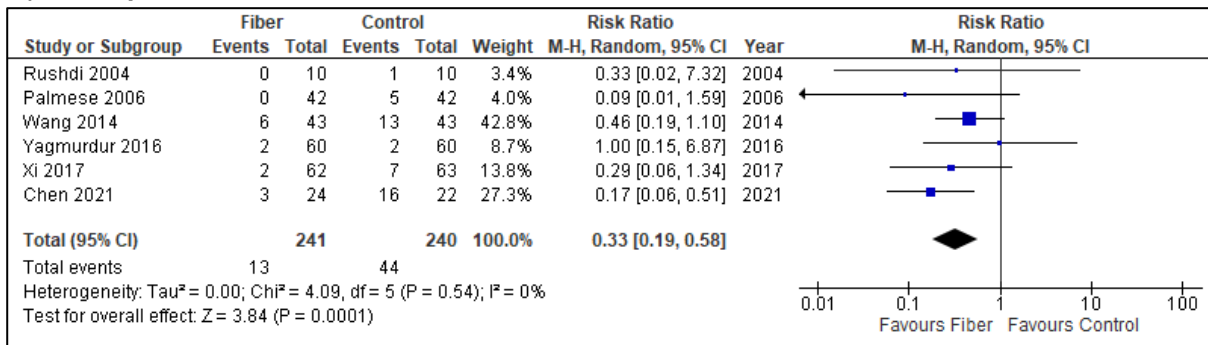 Fiber Control Risk Ratio Risk Ratio
Study or Subgroup Events Total Events Total Weight M-H, Random, 95% CI Year M-H, Random, 95% CI
Rushdi 2004 0 10 1 10 3.4% 0.33 [0.02, 7.32] 2004
Palmese 2006 0 42 5 42 4.0% 0.09 [0.01, 1.59] 2006
Wang 2014 6 43 13 43 42.8% 0.46 [0.19, 1.10] 2014
Yagmurdur 2016 2 60 2 60 8.7% 1.00 [0.15, 6.87] 2016
Xi 2017 2 62 7 63 13.8% 0.29 [0.06, 1.34] 2017
Chen 2021 3 24 16 22 27.3% 0.17 [0.06, 0.51] 2021
Total (95% CI) 241 240 100.0% 0.33 [0.19, 0.58]
Total events 13 44
Heterogeneity: Tau² = 0.00; Chi² = 4.09, df = 5 (P = 0.54); I² = 0%
Test for overall effect: Z = 3.84 (P = 0.0001)
0.01 0.1 1 10 100
Favours Fiber Favours Control